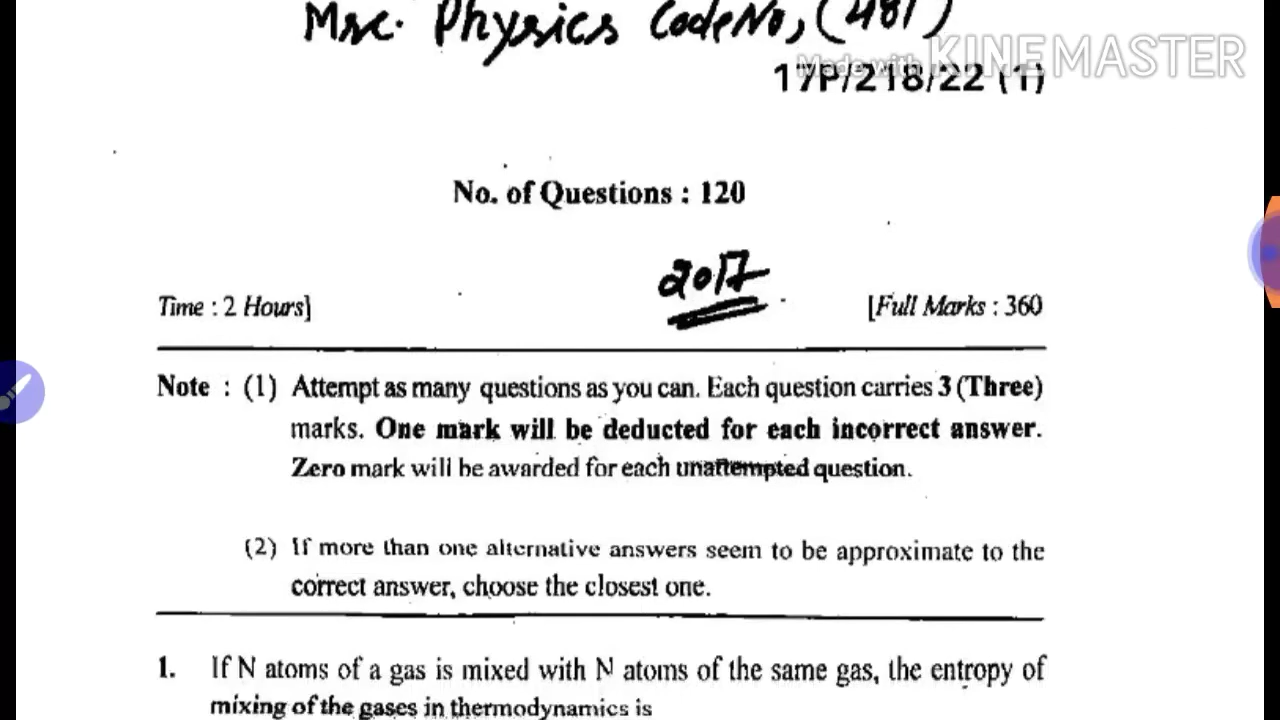 Msc. Physics Code No, (481)
Made with KINEMASTER
17P/218/22 (1)
No. of Questions : 120
2017
Time : 2 Hours]
[Full Marks : 360
Note : (1) Attempt as many questions as you can. Each question carries 3 (Three)
marks. One mark will be deducted for each incorrect answer.
Zero mark will be awarded for each unattempted question.
(2) If more than one alternative answers seem to be approximate to the
correct answer, choose the closest one.
1. If N atoms of a gas is mixed with N atoms of the same gas, the entropy of
mixing of the gases in thermodynamics is